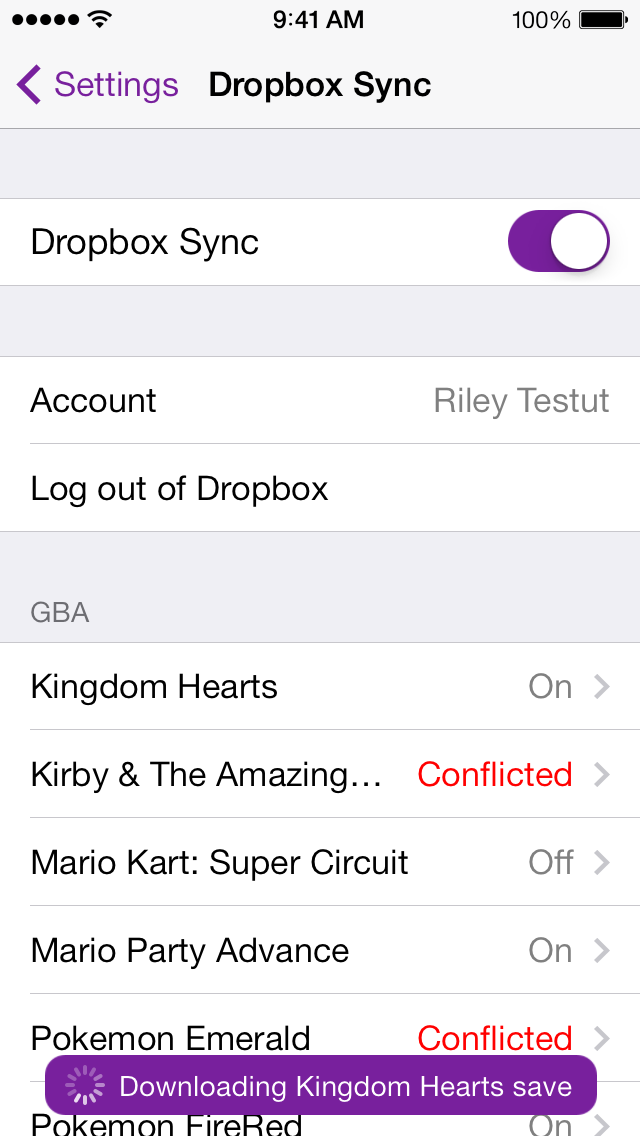 9:41 AM 100%
Settings Dropbox Sync
Dropbox Sync
Account Riley Testut
Log out of Dropbox
GBA
Kingdom Hearts On
Kirby & The Amazing... Conflicted
Mario Kart: Super Circuit Off
Mario Party Advance On
Pokemon Emerald Conflicted
Downloading Kingdom Hearts save
Pokemon FireRed On